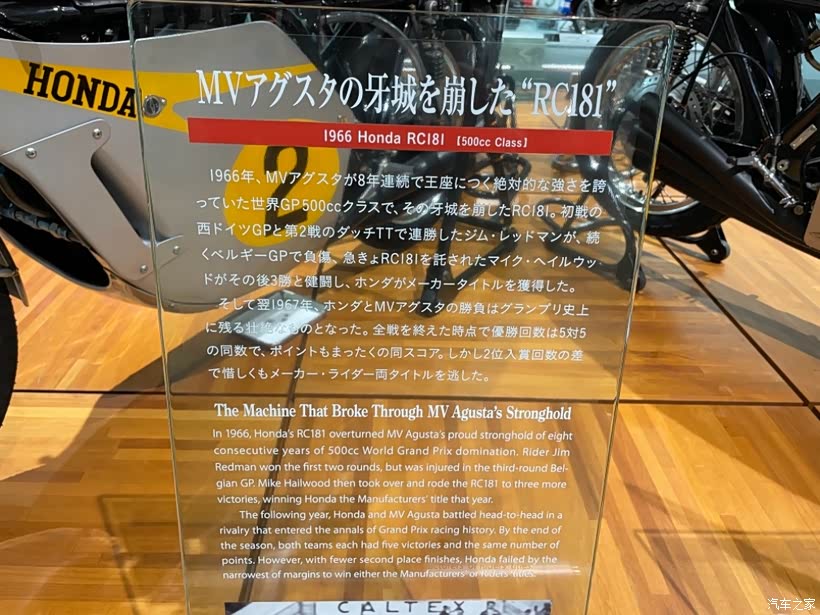 HONDA
2
MVアグスタの牙城を崩した“RC181”
1966 Honda RC181 [500cc Class]
1966年、MVアグスタが8年連続で王座につく絶対的な強さを誇
っていた世界GP500ccクラスで、その牙城を崩したRC181。初戦の
西ドイツGPと第2戦のダッチTTで連勝したジム・レッドマンが、続
くベルギーGPで負傷、急きょRC181を託されたマイク・ヘイルウッ
ドがその後3勝と健闘し、ホンダがメーカータイトルを獲得した。
そして翌1967年、ホンダとMVアグスタの勝負はグランプリ史上
に残る壮絶なものとなった。全戦を終えた時点で優勝回数は5対5
の同数で、ポイントもまったくの同スコア。しかし2位入賞回数の差
で惜しくもメーカー・ライダー両タイトルを逃した。
The Machine That Broke Through MV Agusta's Stronghold
In 1966, Honda's RC181 overturned MV Agusta's proud stronghold of eight
consecutive years of 500cc World Grand Prix domination. Rider Jim
Redman won the first two rounds, but was injured in the third-round Bel-
gian GP. Mike Hailwood then took over and rode the RC181 to three more
victories, winning Honda the Manufacturers' title that year.
The following year, Honda and MV Agusta battled head-to-head in a
rivalry that entered the annals of Grand Prix racing history. By the end
of the season, both teams each had five victories and the same number of
points. However, with fewer second place finishes, Honda failed by the
narrowest of margins to win either the Manufacturers' or Riders' titles.
CALTEX
汽车之家